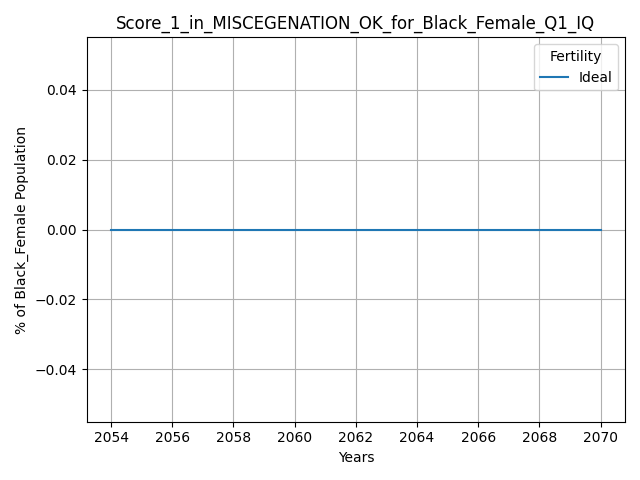 Score_1_in_MISCEGENATION_OK_for_Black_Female_Q1_IQ
Fertility
Ideal
% of Black_Female Population
0.04
0.02
0.00
−0.02
−0.04
2054 2056 2058 2060 2062 2064 2066 2068 2070
Years